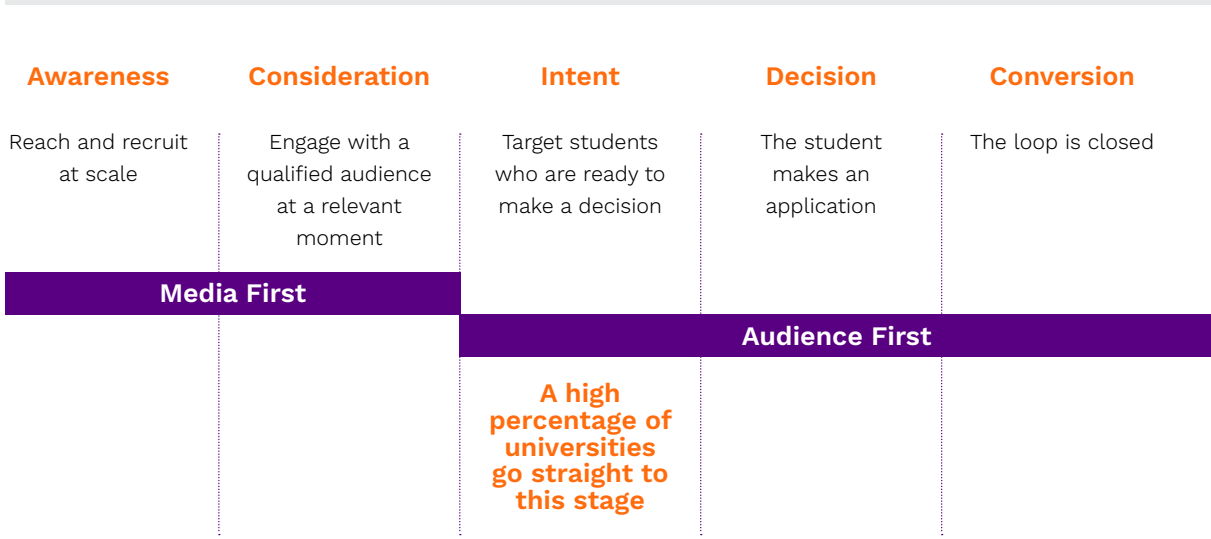 Awareness
Consideration
Intent
Decision
Conversion
Reach and recruit
at scale
Engage with a
qualified audience
at a relevant
moment
Target students
who are ready to
make a decision
The student
makes an
application
The loop is closed
Media First
Audience First
A high
percentage of
universities
go straight to
this stage